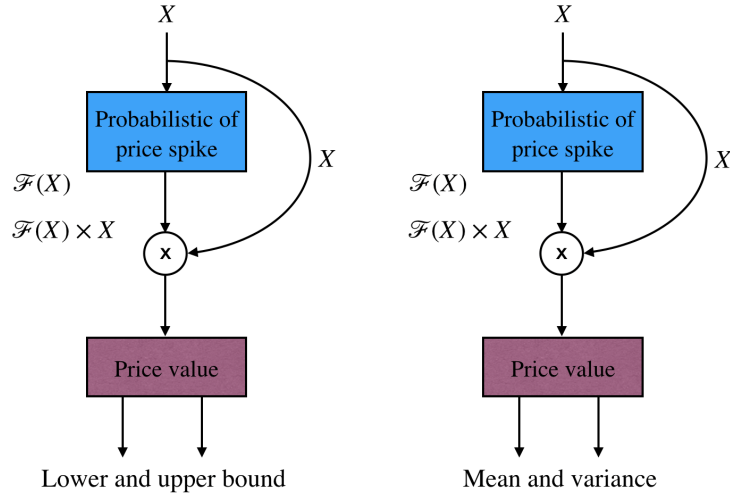 X
Probabilistic of
price spike
X
ℱ(X)
ℱ(X) × X
x
Price value
Lower and upper bound
X
Probabilistic of
price spike
X
ℱ(X)
ℱ(X) × X
x
Price value
Mean and variance